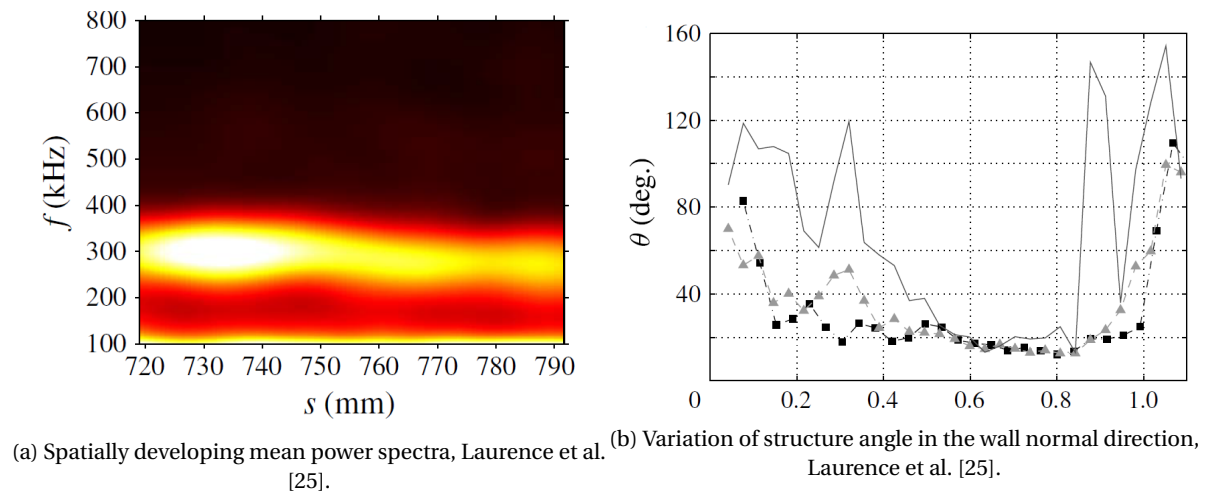 800
700
600
500
400
300
200
100
f (kHz)
720 730 740 750 760 770 780 790
s (mm)
(a) Spatially developing mean power spectra, Laurence et al.
[25].
160
120
80
40
θ (deg.)
0 0.2 0.4 0.6 0.8 1.0
(b) Variation of structure angle in the wall normal direction,
Laurence et al. [25].